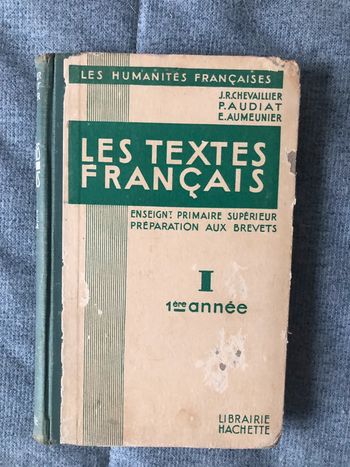 LES HUMANITÉS FRANÇAISES
J.R.CHEVAILLIER
P.AUDIAT
E.AUMEUNIER
LES TEXTES
FRANÇAIS
ENSEIGNT PRIMAIRE SUPÉRIEUR
PRÉPARATION AUX BREVETS
I
1ère année
LIBRAIRIE
HACHETTE